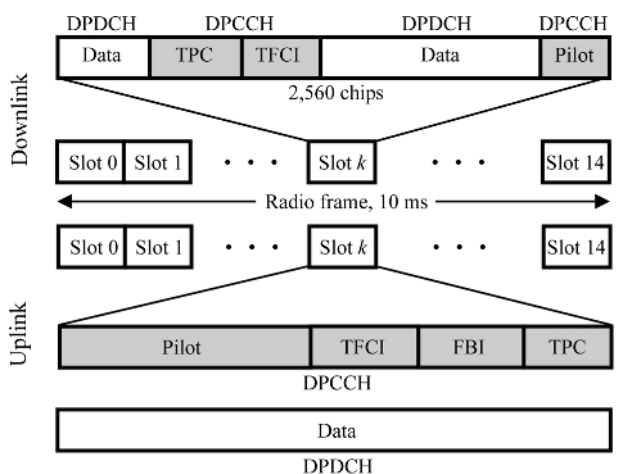 DPDCH DPCCH DPDCH DPCCH
Data TPC TFCI Data Pilot
2,560 chips
Downlink
Slot 0 Slot 1 · · · Slot k · · · Slot 14
Radio frame, 10 ms
Slot 0 Slot 1 · · · Slot k · · · Slot 14
Uplink
Pilot TFCI FBI TPC
DPCCH
Data
DPDCH